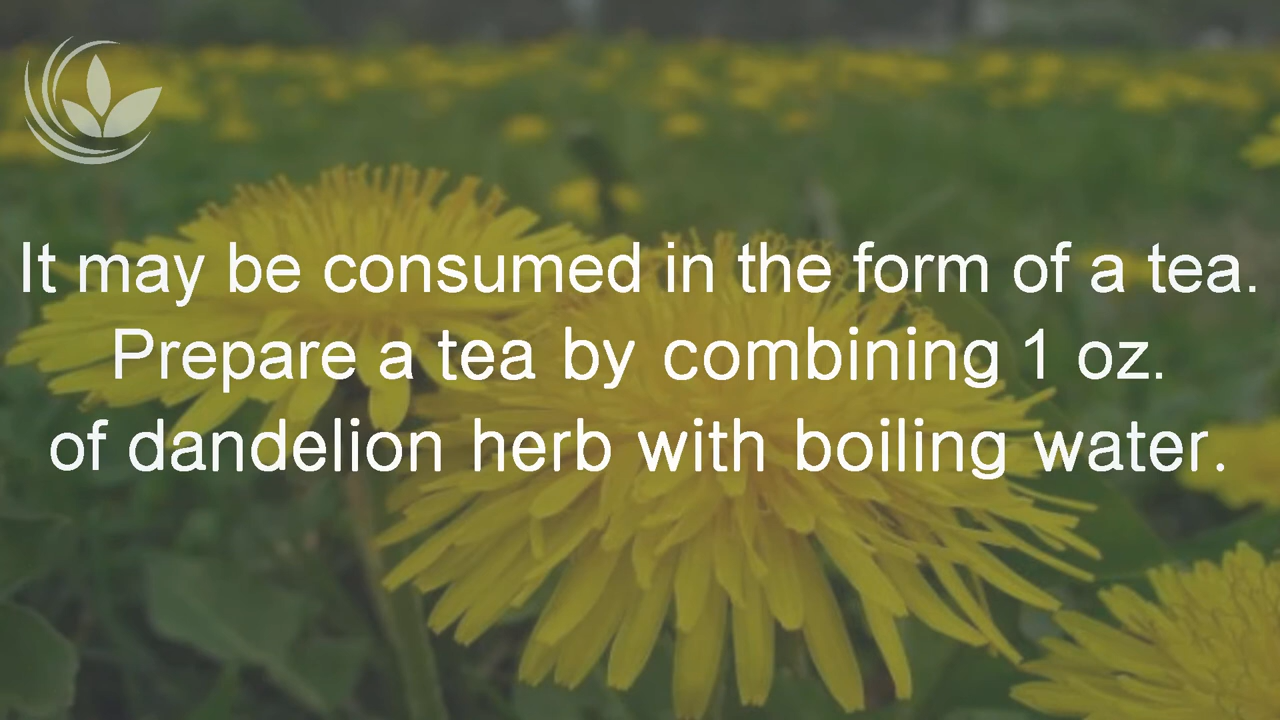 It may be consumed in the form of a tea.
Prepare a tea by combining 1 oz.
of dandelion herb with boiling water.